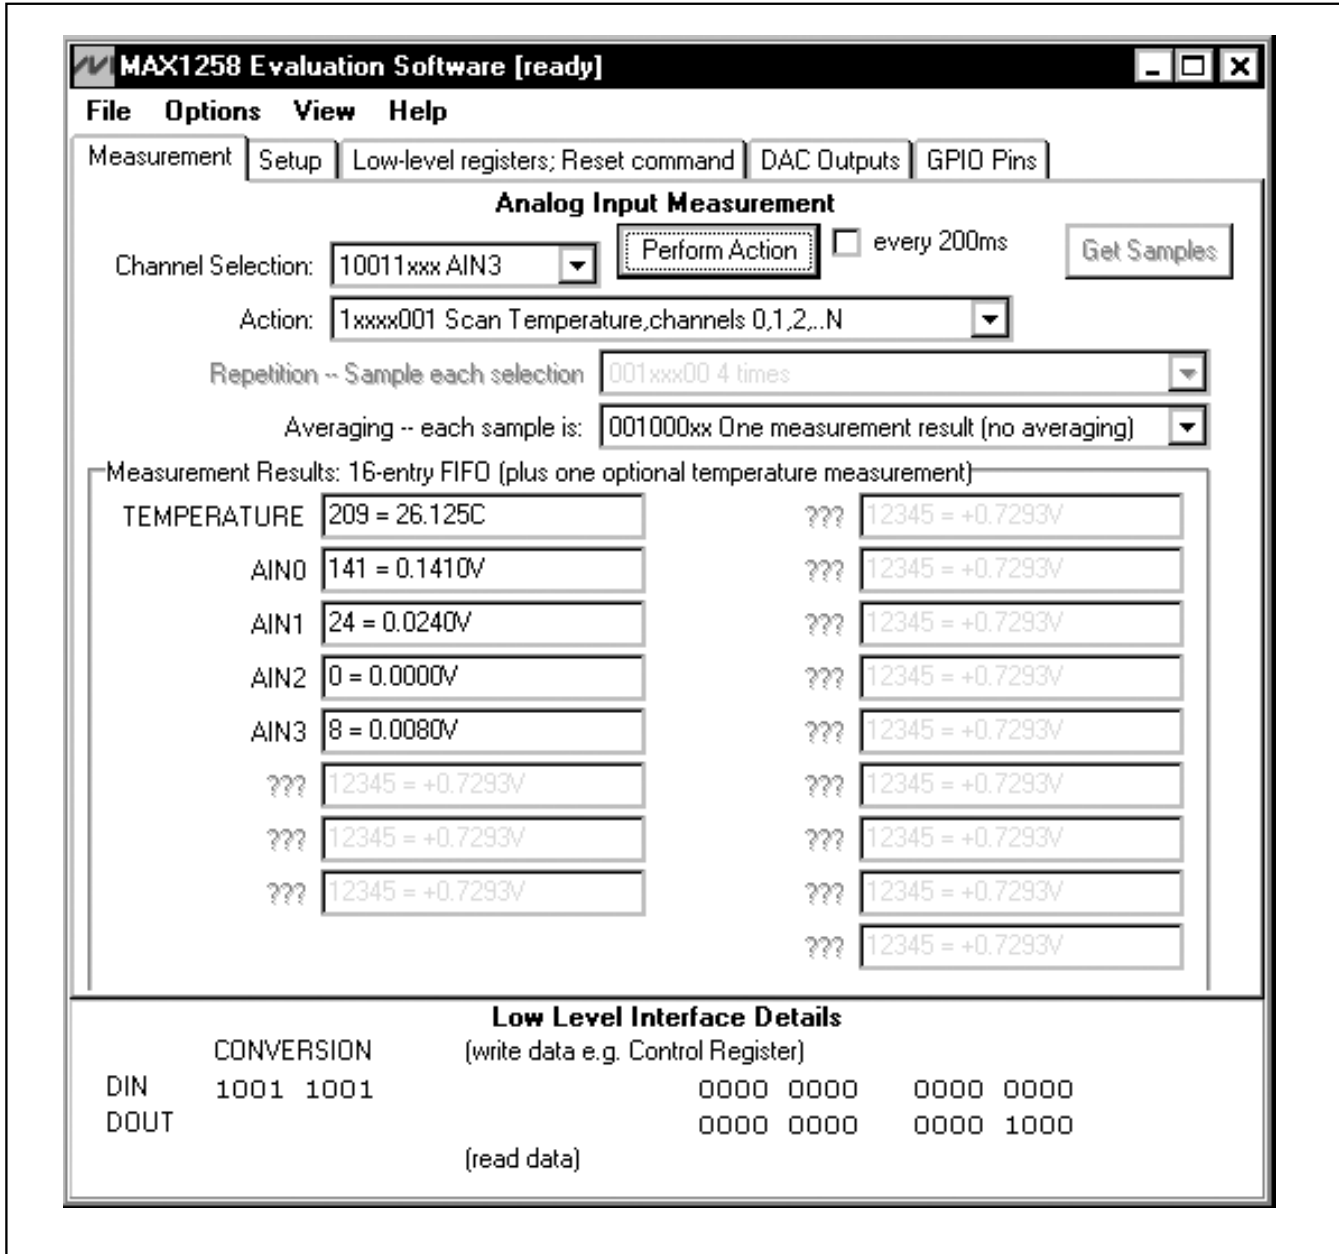 MAX1258 Evaluation Software [ready]
File Options View Help
Measurement Setup Low-level registers; Reset command DAC Outputs GPIO Pins
Analog Input Measurement
Channel Selection: 10011xxx AIN3 Perform Action every 200ms Get Samples
Action: 1xxxx001 Scan Temperature,channels 0,1,2,..N
Repetition -- Sample each selection 001xxx00 4 times
Averaging -- each sample is: 001000xx One measurement result (no averaging)
Measurement Results: 16-entry FIFO (plus one optional temperature measurement)
TEMPERATURE 209 = 26.125C ??? 12345 = +0.7293V
AIN0 141 = 0.1410V ??? 12345 = +0.7293V
AIN1 24 = 0.0240V ??? 12345 = +0.7293V
AIN2 0 = 0.0000V ??? 12345 = +0.7293V
AIN3 8 = 0.0080V ??? 12345 = +0.7293V
??? 12345 = +0.7293V ??? 12345 = +0.7293V
??? 12345 = +0.7293V ??? 12345 = +0.7293V
??? 12345 = +0.7293V ??? 12345 = +0.7293V
??? 12345 = +0.7293V
Low Level Interface Details
CONVERSION (write data e.g. Control Register)
DIN 1001 1001 0000 0000 0000 0000
DOUT 0000 0000 0000 1000
(read data)